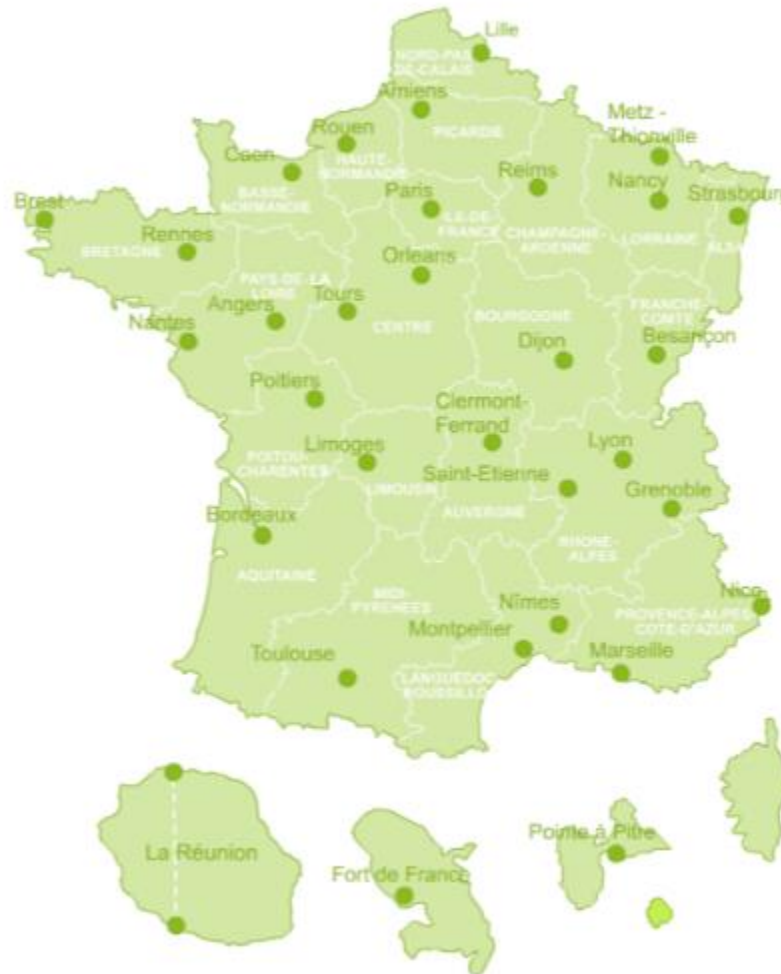 Lille
NORD-PAS
DE-CALAIS
Amiens
Metz -
Thionville
Rouen
PICARDIE
Caen
HAUTE-
NORMANDIE
Reims
Nancy
Strasbourg
Brest
BASSE-
NORMANDIE
Paris
ILE-DE-
FRANCE
CHAMPAGNE-
ARDENNE
LORRAINE
Rennes
BRETAGNE
Orleans
PAYS-DE-LA
LOIRE
Angers
Tours
CENTRE
BOURGOGNE
FRANCHE
COMTE
Nantes
Dijon
Besançon
Poitiers
Clermont-
Ferrand
Limoges
POITOU-
CHARENTES
Lyon
Saint-Etienne
LIMOUSIN
Grenoble
Bordeaux
AUVERGNE
RHONE-
ALPES
AQUITAINE
MIDI-
PYREHEES
Nîmes
Nice
PROVENCE-ALPES
COTE-D'AZUR
Montpellier
Toulouse
Marseille
LANGUEDOC
La Réunion
Fort de France
Pointe à Pitre